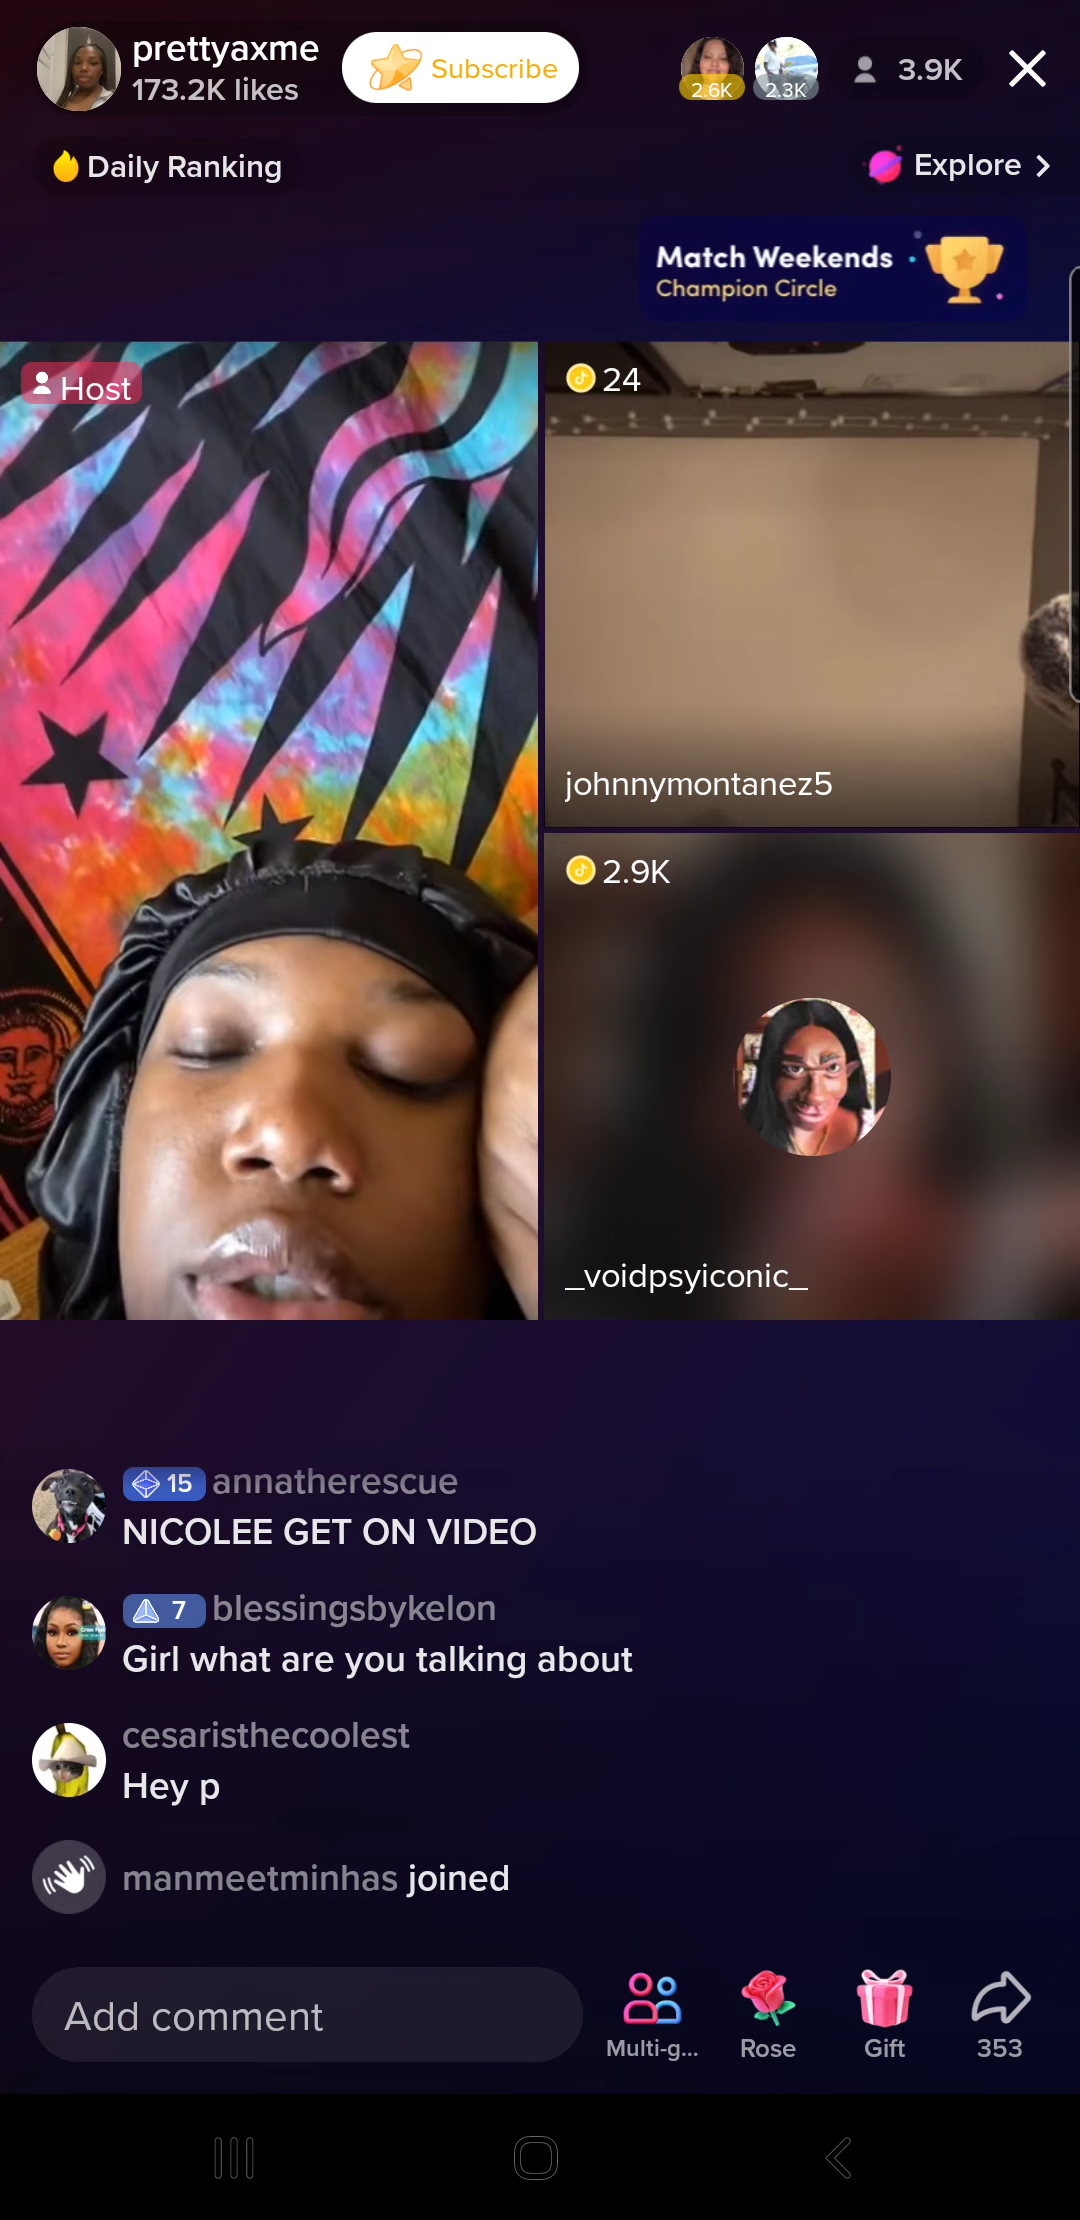 prettyaxme
173.2K likes
Subscribe
2.6K
2.3K
3.9K
Daily Ranking
Explore
Match Weekends
Champion Circle
Host
24
johnnymontanez5
2.9K
_voidpsyiconic_
15 annatherescue
NICOLEE GET ON VIDEO
7 blessingsbykelon
Girl what are you talking about
cesaristhecoolest
Hey p
manmeetminhas joined
Add comment
Multi-g...
Rose
Gift
353